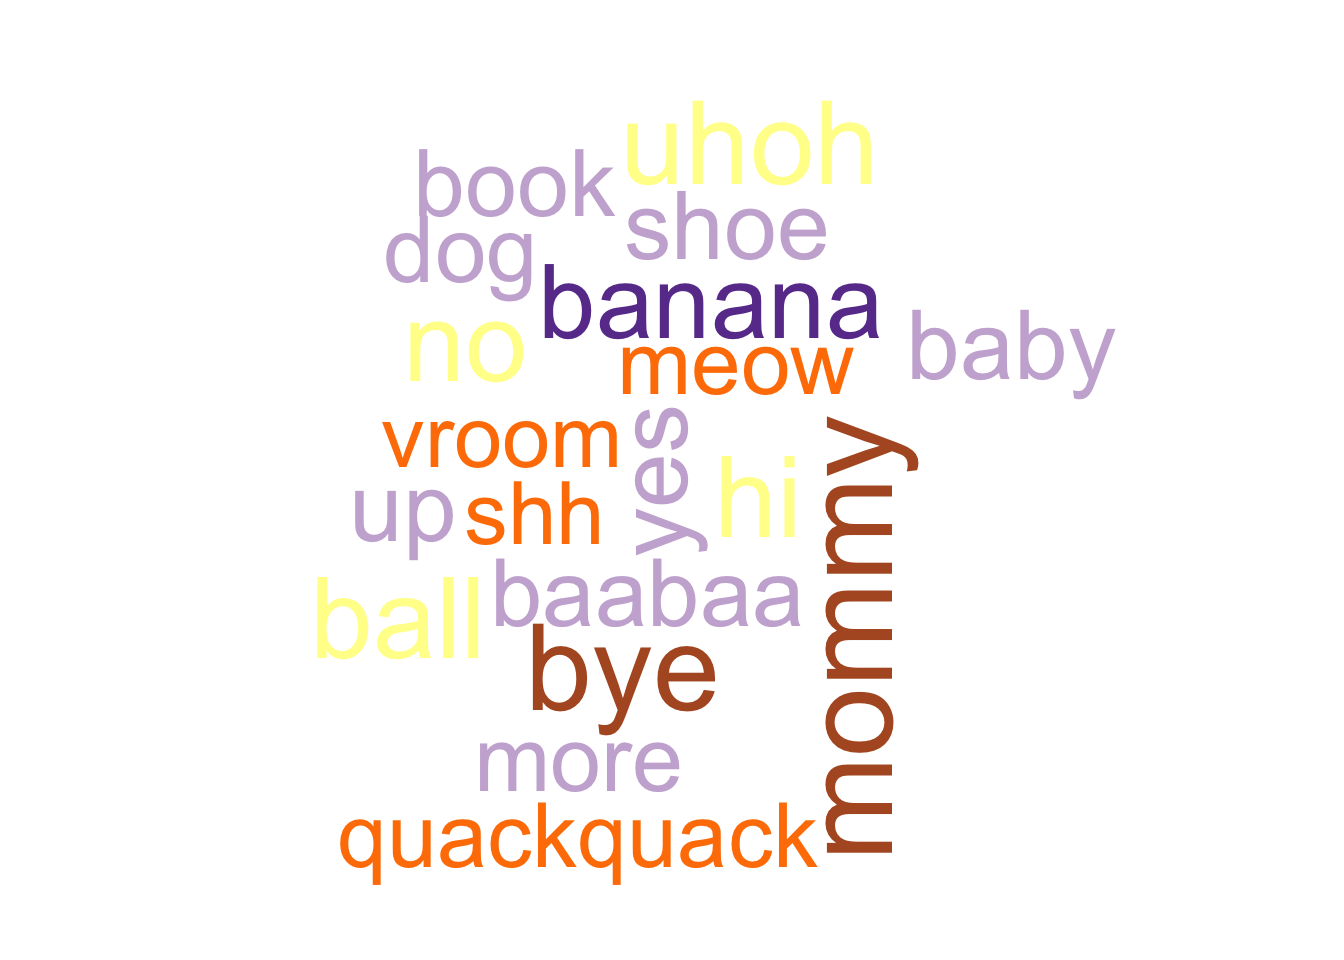 uhoh
book
shoe
dog
banana
no
meow
baby
vroom
yes
mommy
up
shh
hi
ball
baabaa
bye
more
quackquack